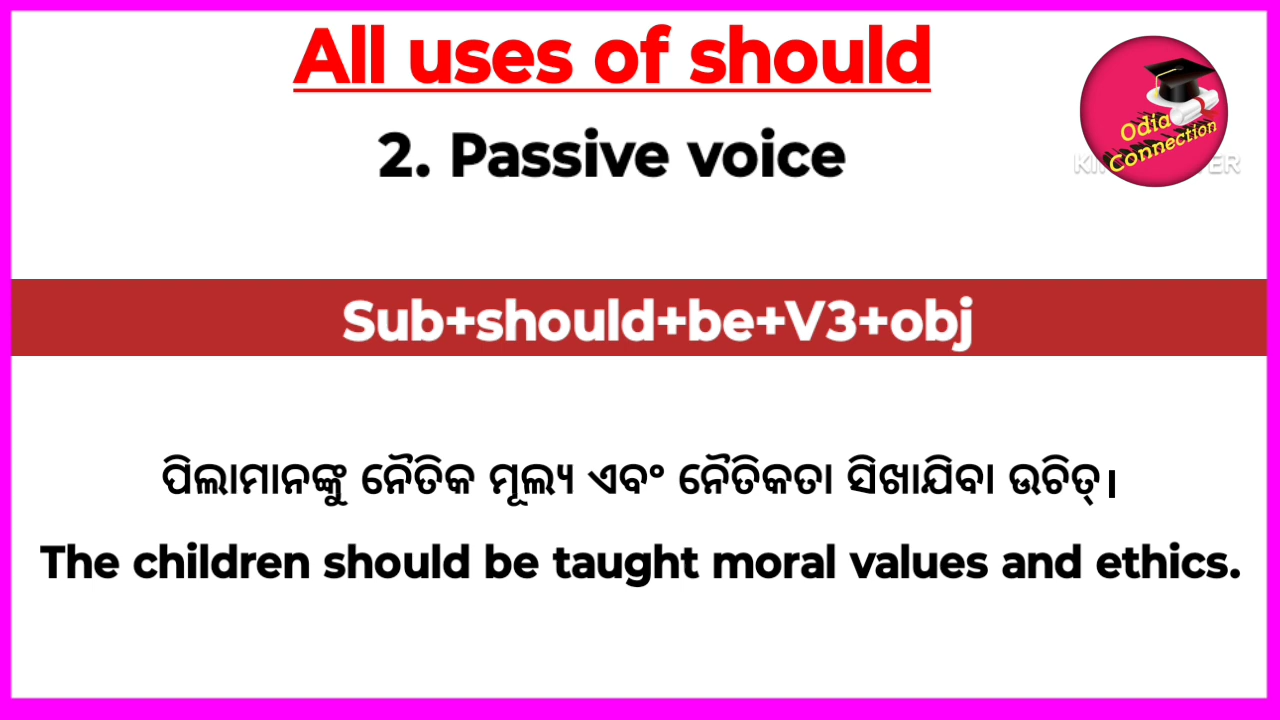 All uses of should
2. Passive voice
Odia
Connection
Sub+should+be+V3+obj
ପିଲାମାନଙ୍କୁ ନୈତିକ ମୂଲ୍ୟ ଏବଂ ନୈତିକତା ସିଖାଯିବା ଉଚିତ୍।
The children should be taught moral values and ethics.